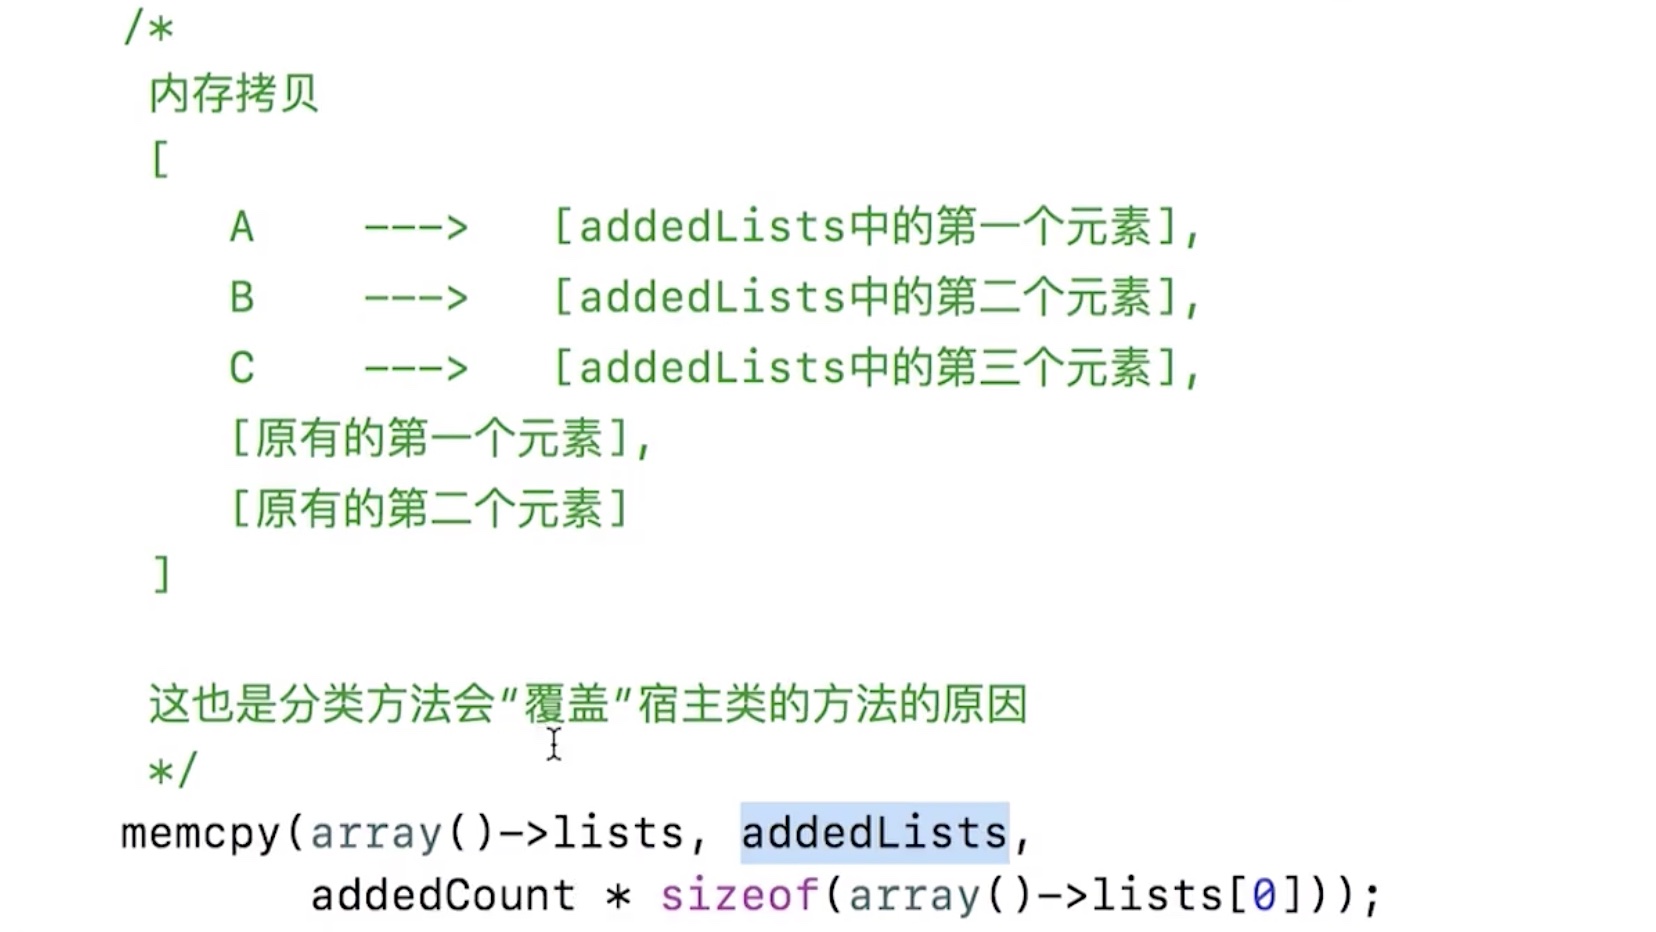 /*
内存拷贝
[
A ---> [addedLists中的第一个元素],
B ---> [addedLists中的第二个元素],
C ---> [addedLists中的第三个元素],
[原有的第一个元素],
[原有的第二个元素]
]
这也是分类方法会“覆盖”宿主类的方法的原因
*/
memcpy(array()->lists, addedLists,
addedCount * sizeof(array()->lists[0]));